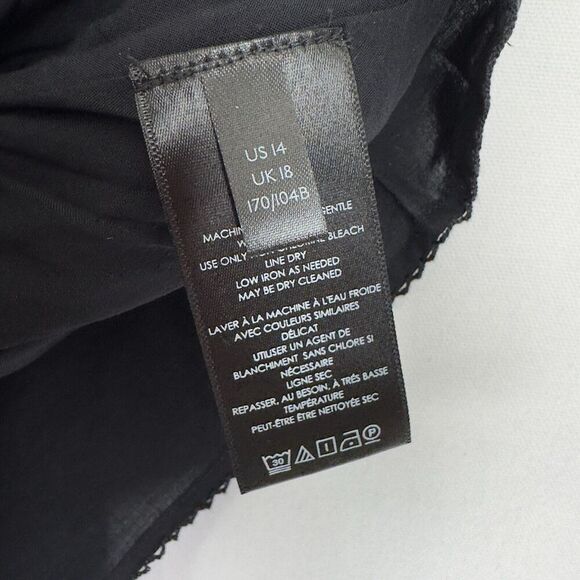 US 14
UK 18
170/104B
GENTLE
USE ONLY CHLORINE BLEACH
LINE DRY
LOW IRON AS NEEDED
MAY BE DRY CLEANED
LAVER À LA MACHINE À L'EAU FROIDE
AVEC COULEURS SIMILAIRES
DÉLICAT
UTILISER UN AGENT DE
BLANCHIMENT SANS CHLORE SI
NÉCESSAIRE
LIGNE SEC
REPASSER, AU BESOIN, À TRÈS BASSE
TEMPÉRATURE
PEUT-ÊTRE ÊTRE NETTOYÉE SEC
30
P